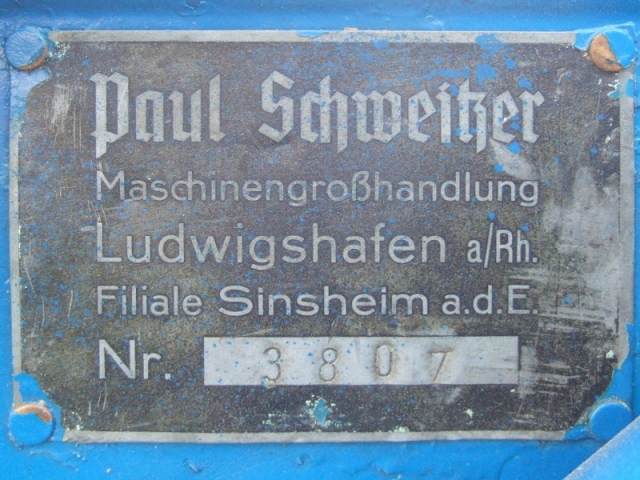 Paul Schweitzer
Maschinengroßhandlung
Ludwigshafen a/Rh.
Filiale Sinsheim a.d.E.
Nr. 3807